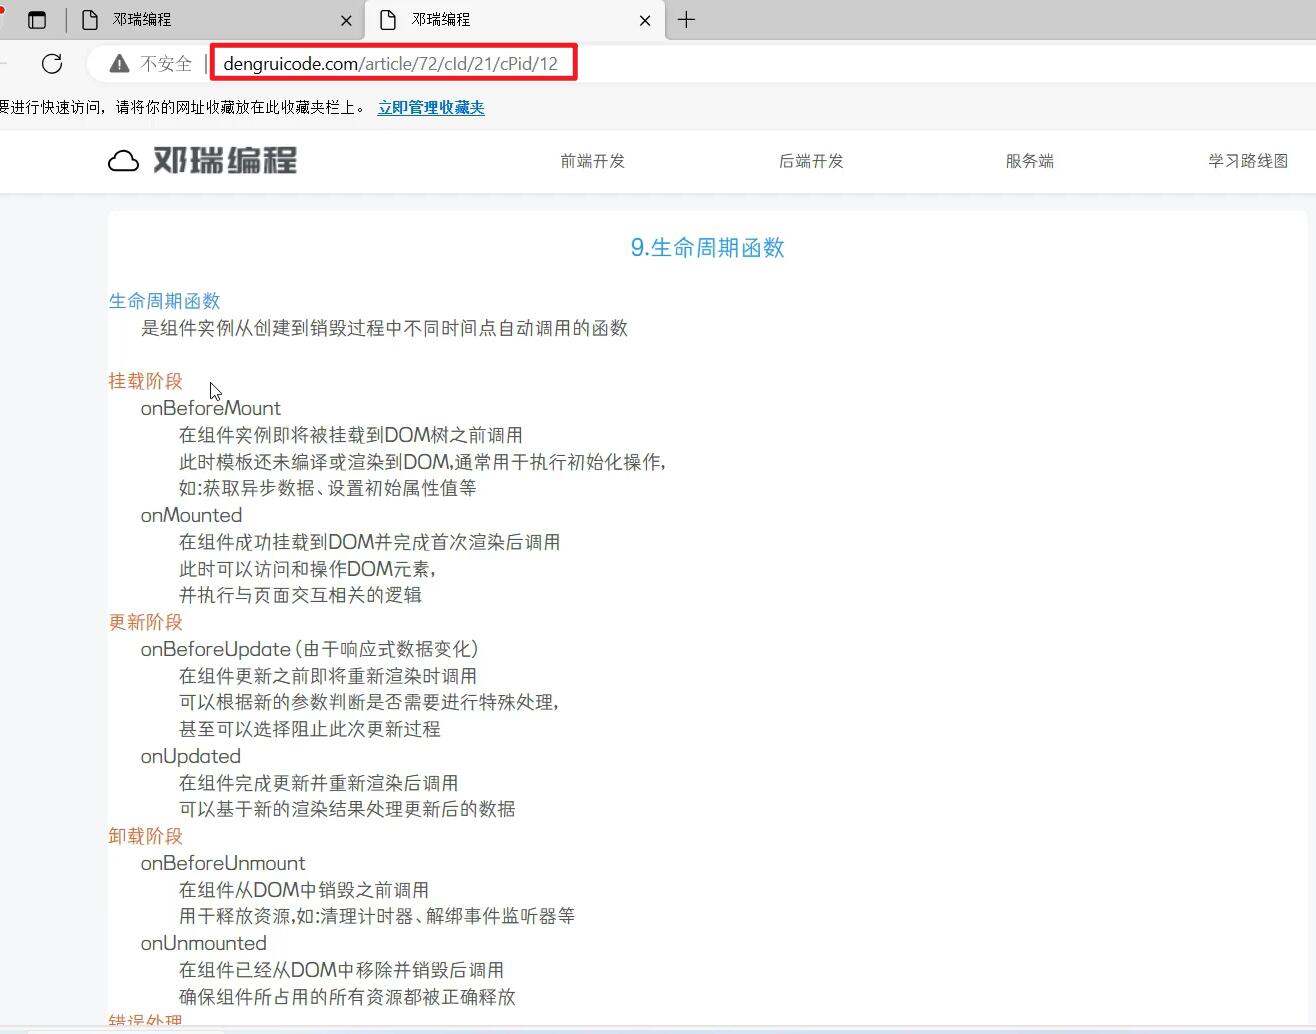 邓瑞编程
邓瑞编程
不安全
dengruicode.com/article/72/cId/21/cPid/12
要进行快速访问，请将你的网址收藏放在此收藏夹栏上。 立即管理收藏夹
邓瑞编程 前端开发 后端开发 服务端 学习路线图
9.生命周期函数
生命周期函数
是组件实例从创建到销毁过程中不同时间点自动调用的函数
挂载阶段
onBeforeMount
在组件实例即将被挂载到DOM树之前调用
此时模板还未编译或渲染到DOM,通常用于执行初始化操作,
如:获取异步数据、设置初始属性值等
onMounted
在组件成功挂载到DOM并完成首次渲染后调用
此时可以访问和操作DOM元素,
并执行与页面交互相关的逻辑
更新阶段
onBeforeUpdate (由于响应式数据变化)
在组件更新之前即将重新渲染时调用
可以根据新的参数判断是否需要进行特殊处理,
甚至可以选择阻止此次更新过程
onUpdated
在组件完成更新并重新渲染后调用
可以基于新的渲染结果处理更新后的数据
卸载阶段
onBeforeUnmount
在组件从DOM中销毁之前调用
用于释放资源,如:清理计时器、解绑事件监听器等
onUnmounted
在组件已经从DOM中移除并销毁后调用
确保组件所占用的所有资源都被正确释放
错误处理